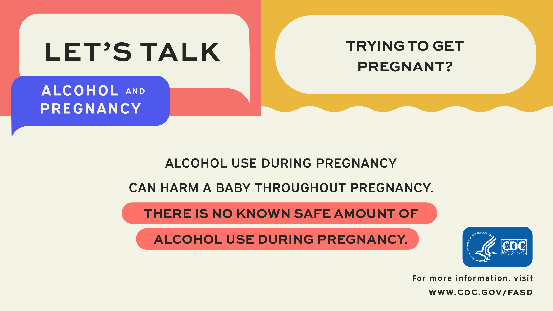 LET'S TALK
ALCOHOL AND
PREGNANCY
TRYING TO GET
PREGNANT?
ALCOHOL USE DURING PREGNANCY
CAN HARM A BABY THROUGHOUT PREGNANCY.
THERE IS NO KNOWN SAFE AMOUNT OF
ALCOHOL USE DURING PREGNANCY.
CDC
For more information, visit
WWW.CDC.GOV/FASD